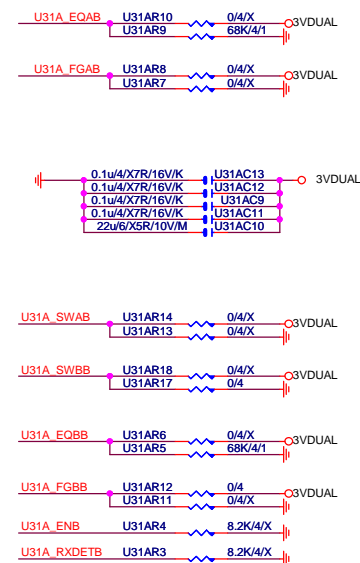 U31A_EQAB U31AR10 0/4/X 3VDUAL
U31AR9 68K/4/1
U31A_FGAB U31AR8 0/4/X 3VDUAL
U31AR7 0/4/X
0.1u/4/X7R/16V/K U31AC13 3VDUAL
0.1u/4/X7R/16V/K U31AC12
0.1u/4/X7R/16V/K U31AC9
0.1u/4/X7R/16V/K U31AC11
22u/6/X5R/10V/M U31AC10
U31A_SWAB U31AR14 0/4/X 3VDUAL
U31AR13 0/4/X
U31A_SWBB U31AR18 0/4/X 3VDUAL
U31AR17 0/4
U31A_EQBB U31AR6 0/4/X 3VDUAL
U31AR5 68K/4/1
U31A_FGBB U31AR12 0/4 3VDUAL
U31AR11 0/4/X
U31A_ENB U31AR4 8.2K/4/X
U31A_RXDETB U31AR3 8.2K/4/X